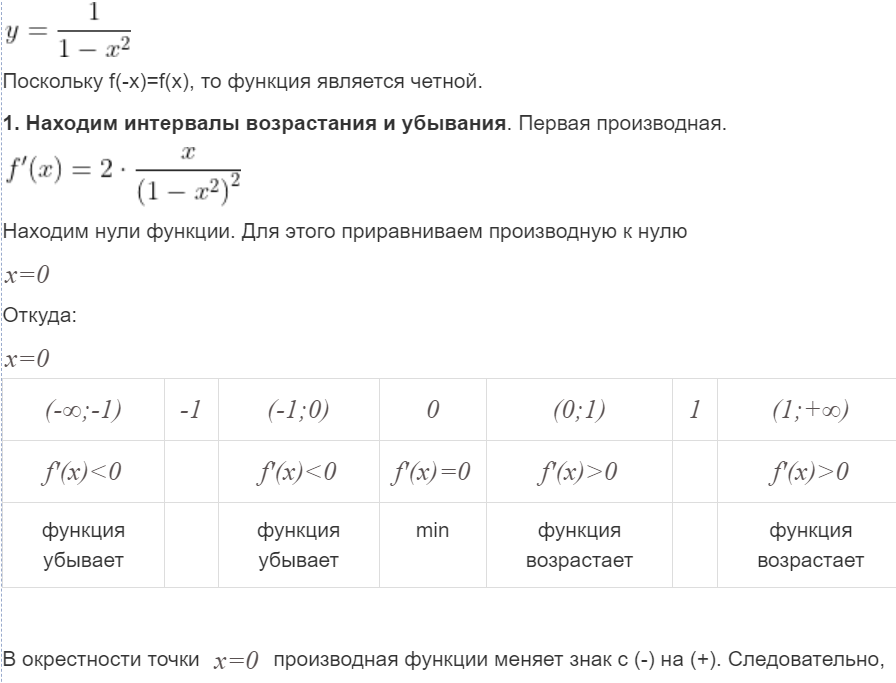 y = 1 / (1 − x²)
Поскольку f(-x)=f(x), то функция является четной.
1. Находим интервалы возрастания и убывания. Первая производная.
f′(x) = 2 · x / (1 − x²)²
Находим нули функции. Для этого приравниваем производную к нулю
x=0
Откуда:
x=0
(-∞;-1) -1 (-1;0) 0 (0;1) 1 (1;+∞)
f'(x)<0 f'(x)<0 f'(x)=0 f'(x)>0 f'(x)>0
функция убывает функция убывает min функция возрастает функция возрастает
В окрестности точки x=0 производная функции меняет знак с (-) на (+). Следовательно,